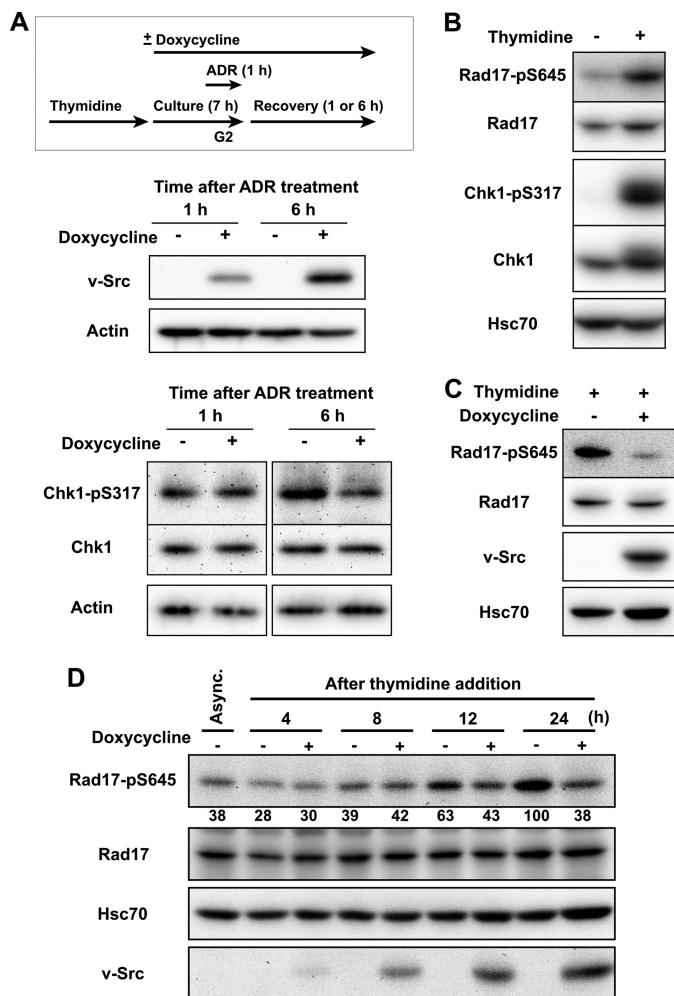 A
± Doxycycline
ADR (1 h)
Thymidine Culture (7 h) Recovery (1 or 6 h)
G2
Time after ADR treatment
1 h 6 h
Doxycycline - + - +
v-Src
Actin
Time after ADR treatment
1 h 6 h
Doxycycline - + - +
Chk1-pS317
Chk1
Actin
B
Thymidine - +
Rad17-pS645
Rad17
Chk1-pS317
Chk1
Hsc70
C
Thymidine + +
Doxycycline - +
Rad17-pS645
Rad17
v-Src
Hsc70
D
Async.
After thymidine addition
4 8 12 24 (h)
Doxycycline - - + - + - + - +
Rad17-pS645
38 28 30 39 42 63 43 100 38
Rad17
Hsc70
v-Src